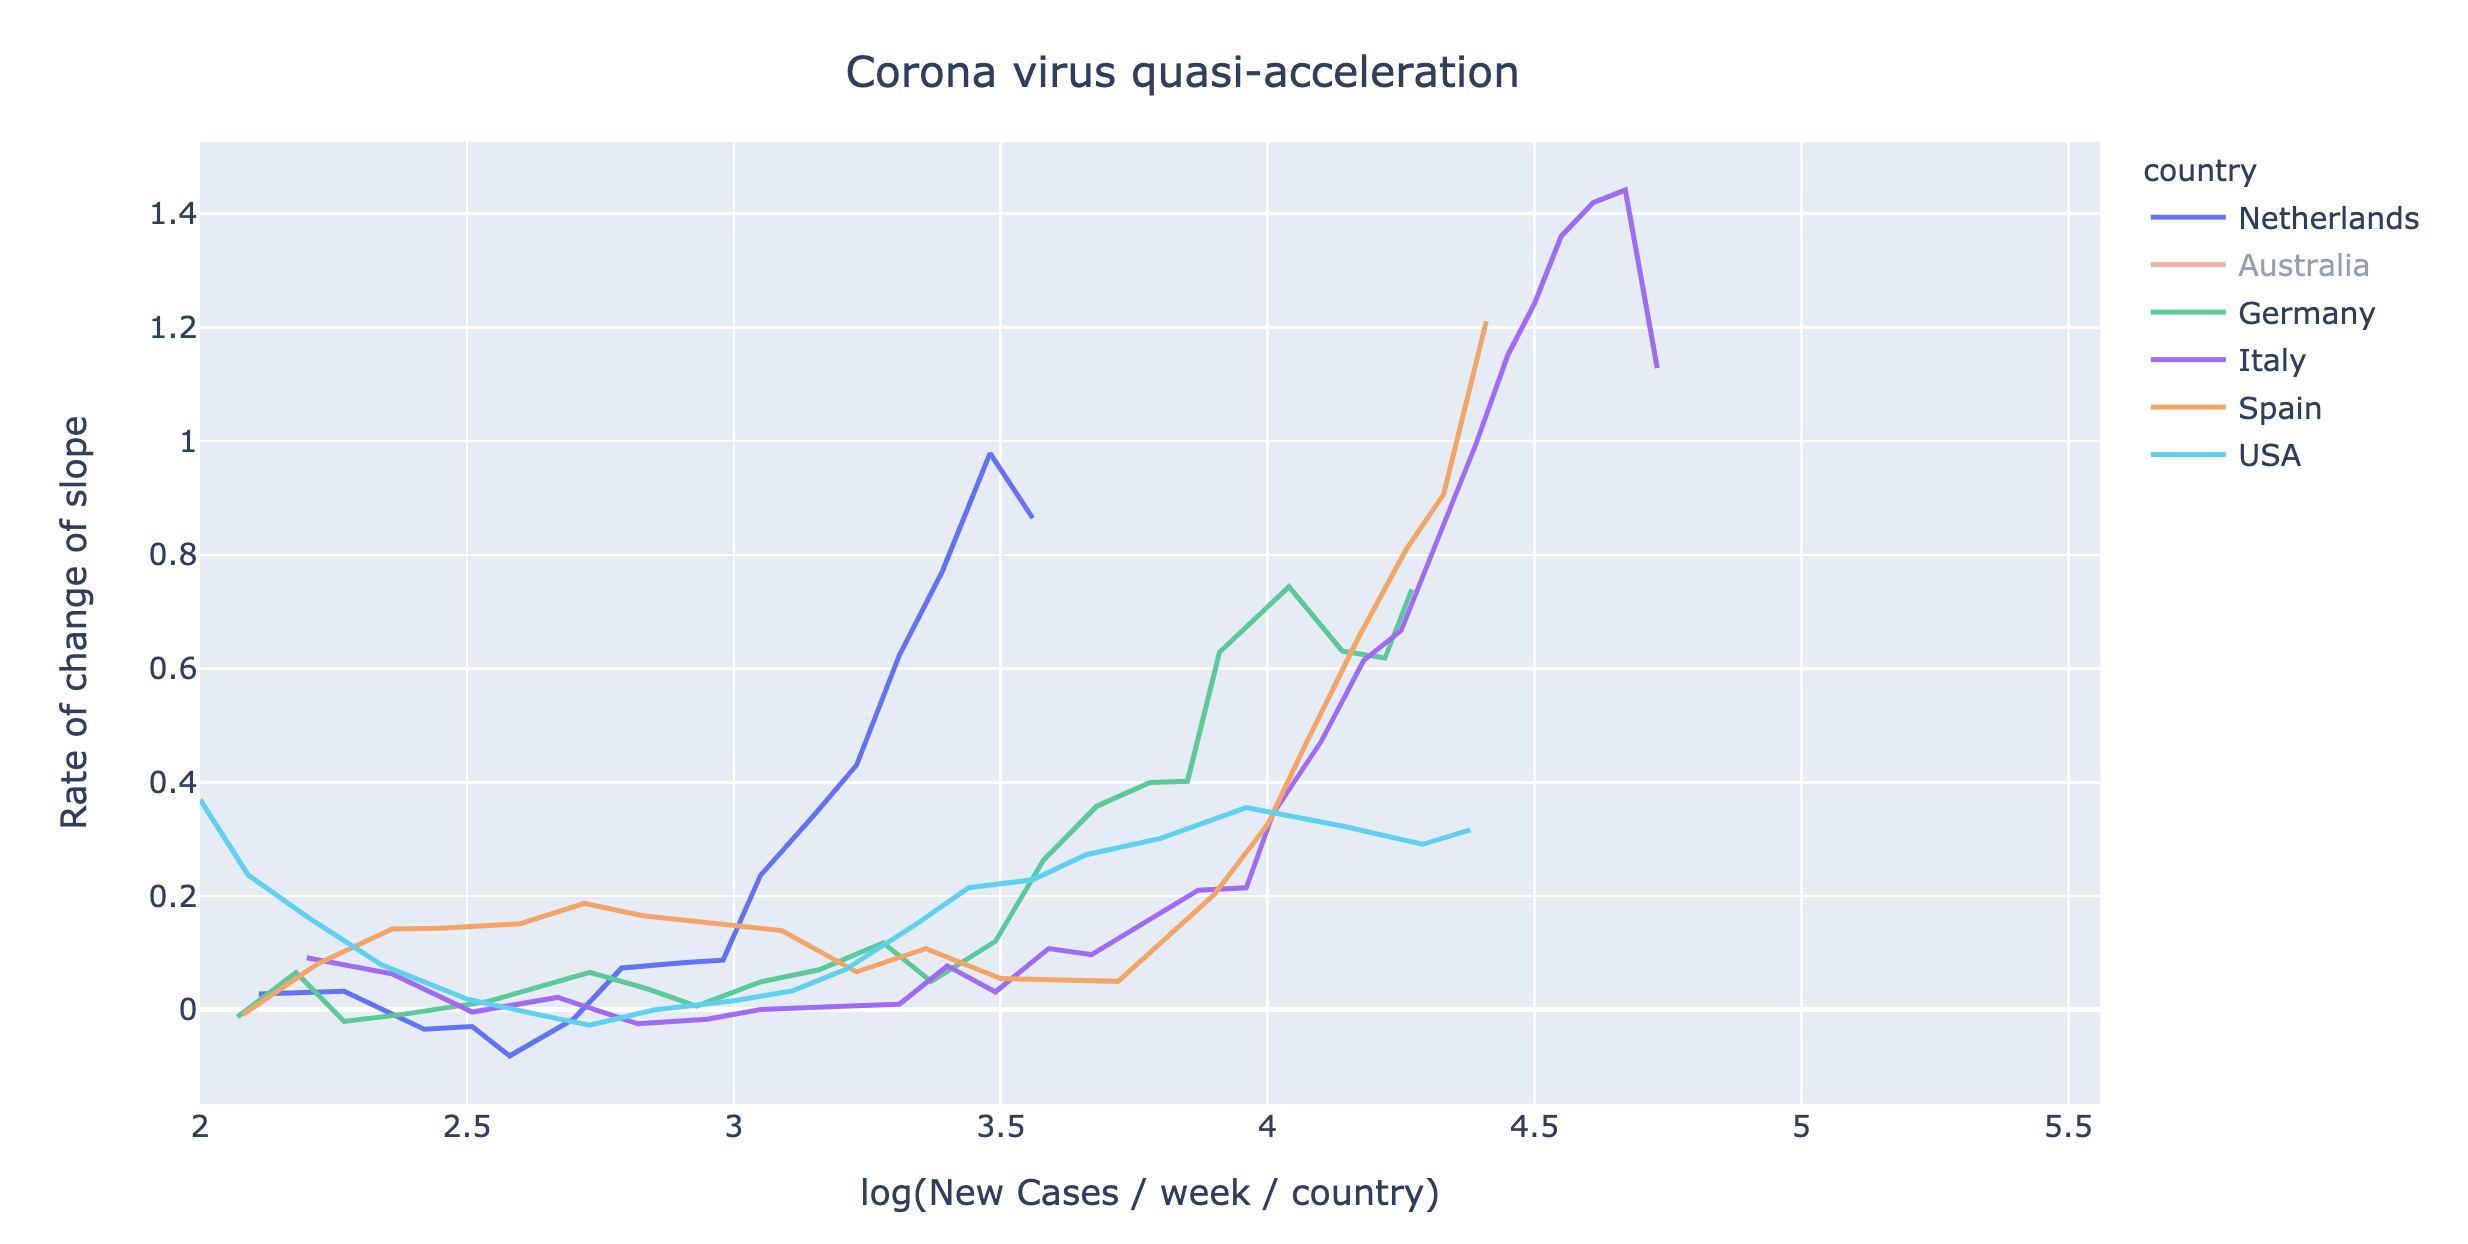 Corona virus quasi-acceleration
country
Netherlands
Australia
Germany
Italy
Spain
USA
Rate of change of slope
1.4
1.2
1
0.8
0.6
0.4
0.2
0
2 2.5 3 3.5 4 4.5 5 5.5
log(New Cases / week / country)